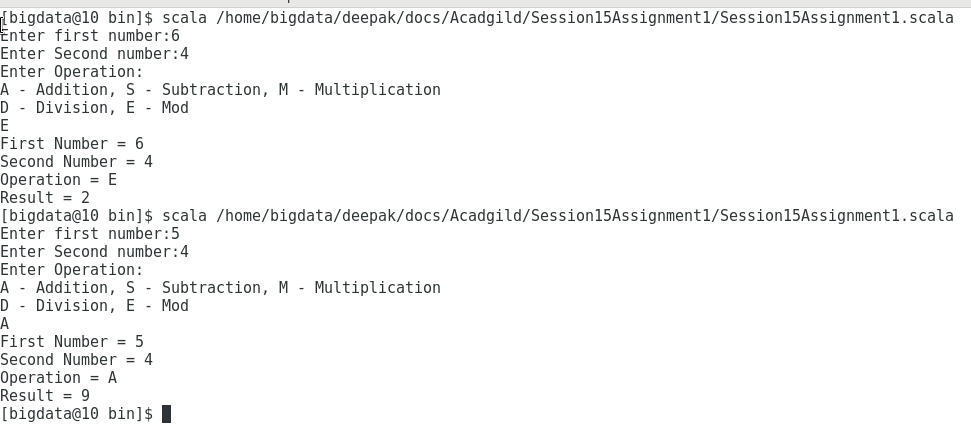 [bigdata@10 bin]$ scala /home/bigdata/deepak/docs/Acadgild/Session15Assignment1/Session15Assignment1.scala
Enter first number:6
Enter Second number:4
Enter Operation:
A - Addition, S - Subtraction, M - Multiplication
D - Division, E - Mod
E
First Number = 6
Second Number = 4
Operation = E
Result = 2
[bigdata@10 bin]$ scala /home/bigdata/deepak/docs/Acadgild/Session15Assignment1/Session15Assignment1.scala
Enter first number:5
Enter Second number:4
Enter Operation:
A - Addition, S - Subtraction, M - Multiplication
D - Division, E - Mod
A
First Number = 5
Second Number = 4
Operation = A
Result = 9
[bigdata@10 bin]$